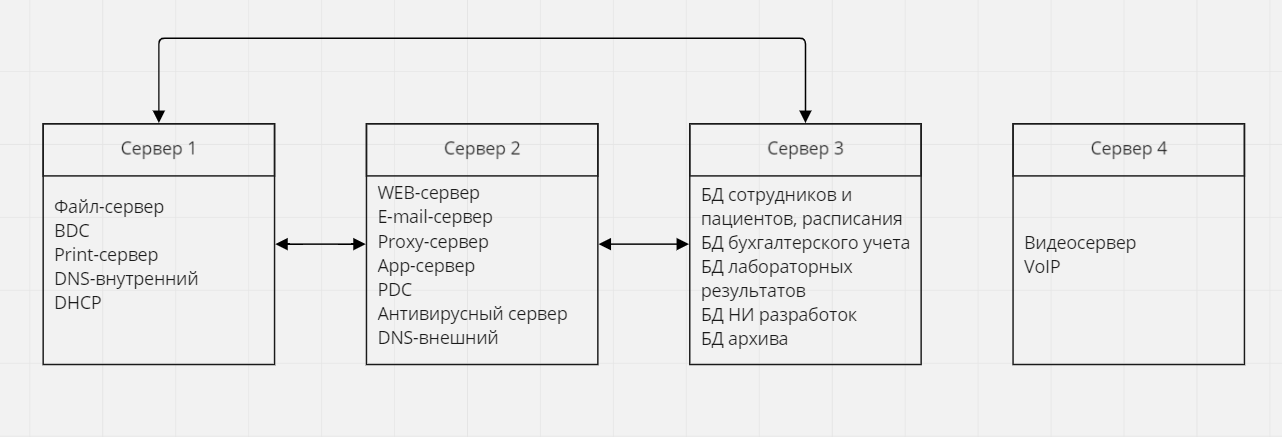 Сервер 1
Файл-сервер
BDC
Print-сервер
DNS-внутренний
DHCP
Сервер 2
WEB-сервер
E-mail-сервер
Proxy-сервер
App-сервер
PDC
Антивирусный сервер
DNS-внешний
Сервер 3
БД сотрудников и
пациентов, расписания
БД бухгалтерского учета
БД лабораторных
результатов
БД НИ разработок
БД архива
Сервер 4
Видеосервер
VoIP